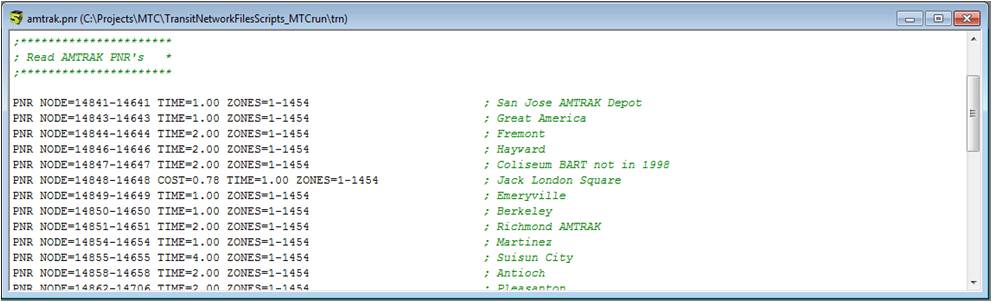 amtrak.pnr (C:\Projects\MTC\TransitNetworkFilesScripts_MTCrun\trn)
;***********************
; Read AMTRAK PNR's   *
;***********************
PNR NODE=14841-14641 TIME=1.00 ZONES=1-1454 ; San Jose AMTRAK Depot
PNR NODE=14843-14643 TIME=1.00 ZONES=1-1454 ; Great America
PNR NODE=14844-14644 TIME=2.00 ZONES=1-1454 ; Fremont
PNR NODE=14846-14646 TIME=2.00 ZONES=1-1454 ; Hayward
PNR NODE=14847-14647 TIME=2.00 ZONES=1-1454 ; Coliseum BART not in 1998
PNR NODE=14848-14648 COST=0.78 TIME=1.00 ZONES=1-1454 ; Jack London Square
PNR NODE=14849-14649 TIME=1.00 ZONES=1-1454 ; Emeryville
PNR NODE=14850-14650 TIME=1.00 ZONES=1-1454 ; Berkeley
PNR NODE=14851-14651 TIME=2.00 ZONES=1-1454 ; Richmond AMTRAK
PNR NODE=14854-14654 TIME=1.00 ZONES=1-1454 ; Martinez
PNR NODE=14855-14655 TIME=4.00 ZONES=1-1454 ; Suisun City
PNR NODE=14858-14658 TIME=2.00 ZONES=1-1454 ; Antioch
PNR NODE=14862-14706 TIME=2.00 ZONES=1-1454 ; Pleasanton